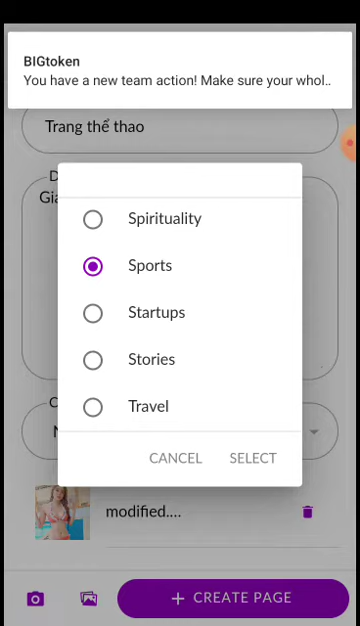 BIGtoken
You have a new team action! Make sure your whol..
Trang thể thao
D
Gia
Spirituality
Sports
Startups
Stories
Travel
C
CANCEL SELECT
modified....
+ CREATE PAGE